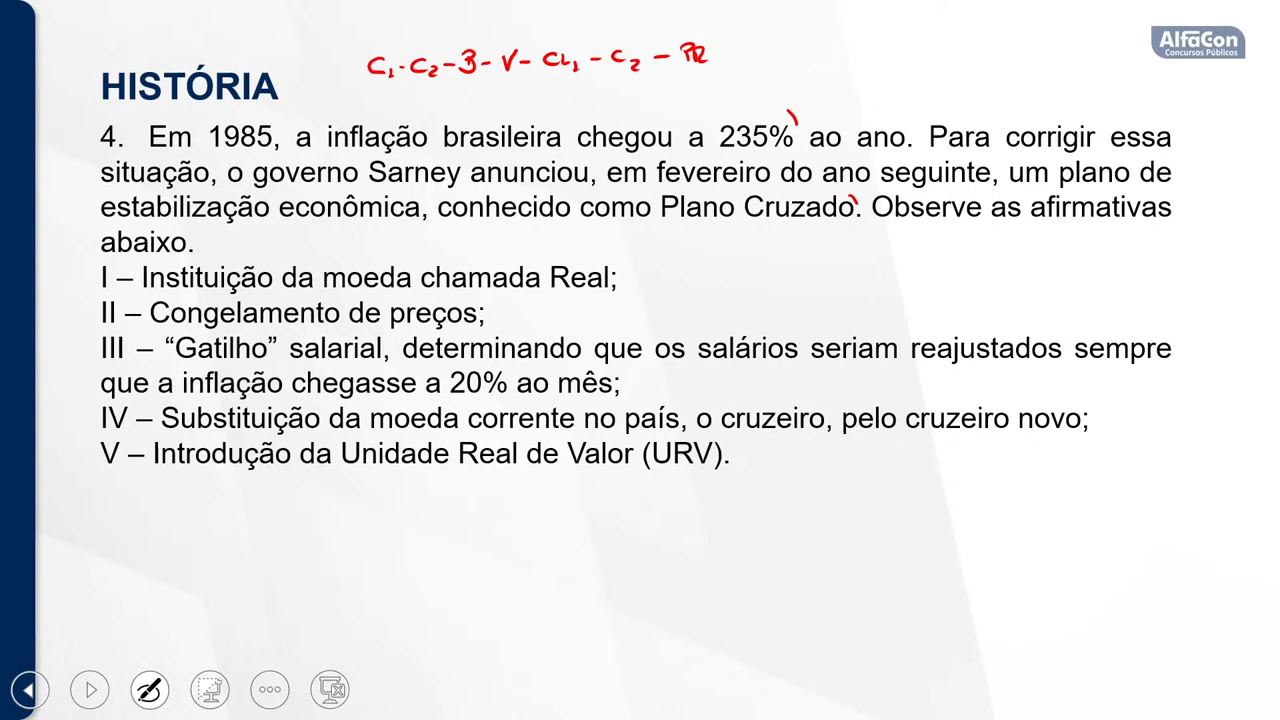 AlfaCon
Concursos Públicos
C1 - C2 - B - V - CL1 - C2 - PR
HISTÓRIA
4. Em 1985, a inflação brasileira chegou a 235% ao ano. Para corrigir essa
situação, o governo Sarney anunciou, em fevereiro do ano seguinte, um plano de
estabilização econômica, conhecido como Plano Cruzado. Observe as afirmativas
abaixo.
I – Instituição da moeda chamada Real;
II – Congelamento de preços;
III – “Gatilho” salarial, determinando que os salários seriam reajustados sempre
que a inflação chegasse a 20% ao mês;
IV – Substituição da moeda corrente no país, o cruzeiro, pelo cruzeiro novo;
V – Introdução da Unidade Real de Valor (URV).